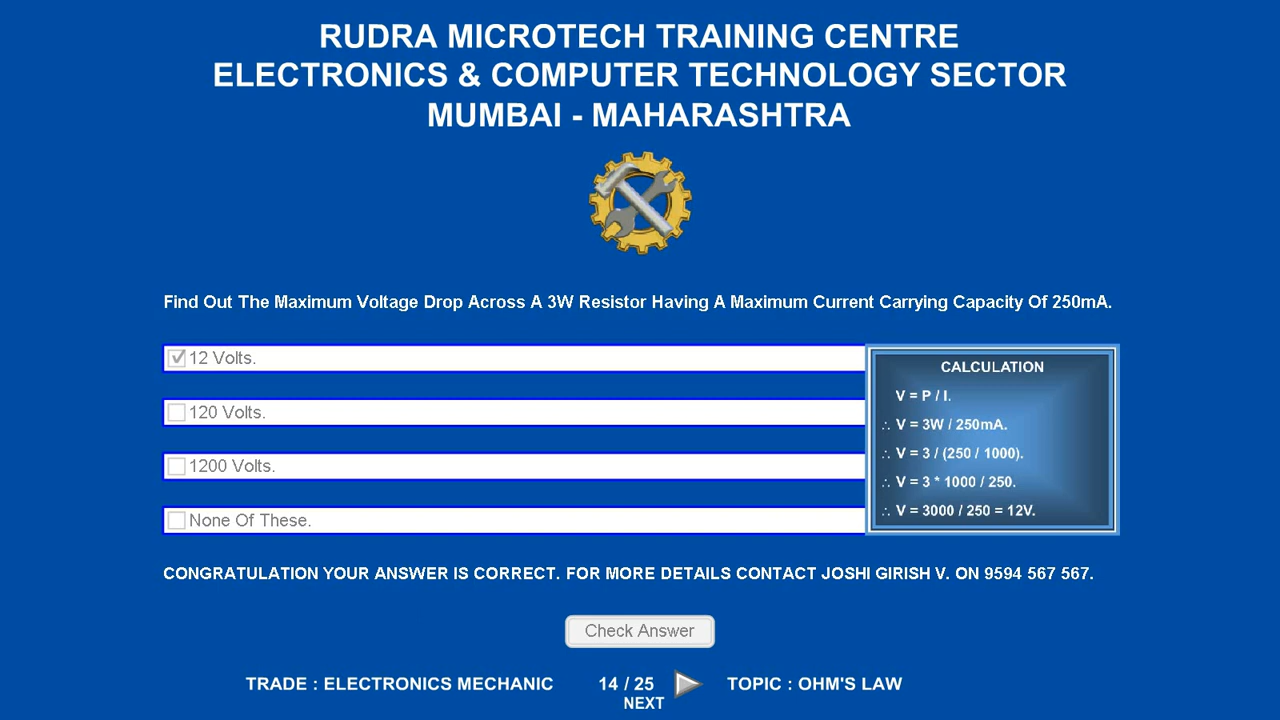 RUDRA MICROTECH TRAINING CENTRE
ELECTRONICS & COMPUTER TECHNOLOGY SECTOR
MUMBAI - MAHARASHTRA
Find Out The Maximum Voltage Drop Across A 3W Resistor Having A Maximum Current Carrying Capacity Of 250mA.
12 Volts.
120 Volts.
1200 Volts.
None Of These.
CALCULATION
V = P / I.
∴ V = 3W / 250mA.
∴ V = 3 / (250 / 1000).
∴ V = 3 * 1000 / 250.
∴ V = 3000 / 250 = 12V.
CONGRATULATION YOUR ANSWER IS CORRECT. FOR MORE DETAILS CONTACT JOSHI GIRISH V. ON 9594 567 567.
Check Answer
TRADE : ELECTRONICS MECHANIC 14 / 25 TOPIC : OHM'S LAW
NEXT